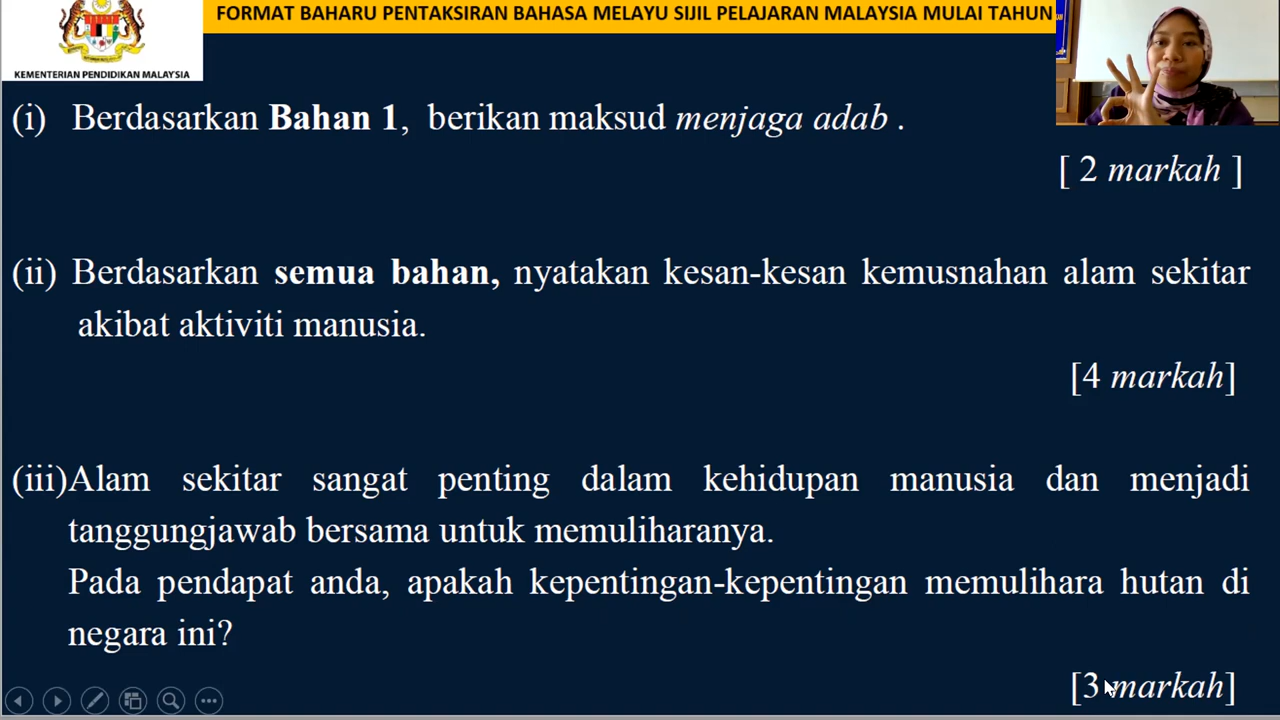 FORMAT BAHARU PENTAKSIRAN BAHASA MELAYU SIJIL PELAJARAN MALAYSIA MULAI TAHUN
KEMENTERIAN PENDIDIKAN MALAYSIA
(i) Berdasarkan Bahan 1, berikan maksud menjaga adab .
[ 2 markah ]
(ii) Berdasarkan semua bahan, nyatakan kesan-kesan kemusnahan alam sekitar
akibat aktiviti manusia.
[4 markah]
(iii)Alam sekitar sangat penting dalam kehidupan manusia dan menjadi
tanggungjawab bersama untuk memuliharanya.
Pada pendapat anda, apakah kepentingan-kepentingan memulihara hutan di
negara ini?
[3 markah]